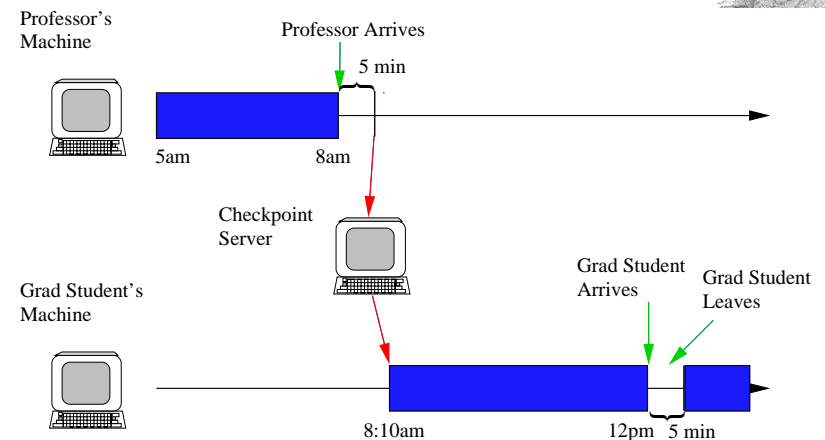 Professor's
Machine
Professor Arrives
5 min
5am
8am
Checkpoint
Server
Grad Student's
Machine
Grad Student
Arrives
Grad Student
Leaves
8:10am
12pm
5 min